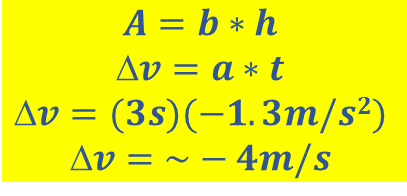 A = b * h
Δv = a * t
Δv = (3s)(−1.3m/s²)
Δv = ~ − 4m/s